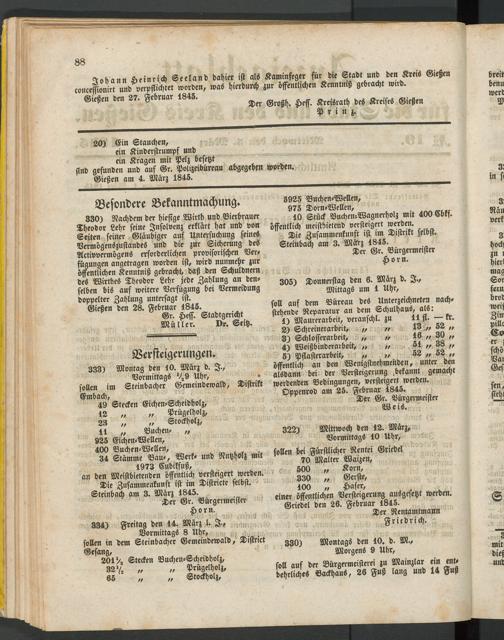 88
Johann Heinrich Seeland dahier ist als Kaminfeger für die Stadt und den Kreis Gießen
concessionirt und verpflichtet worden, was hierdurch zur öffentlichen Kenntniß gebracht wird.
Gießen den 27. Februar 1845.
Der Großh. Hess. Kreisrath des Kreises Gießen
Prinz.
20) Ein Stauchen,
ein Kinderstrumpf und
ein Kragen mit Pelz besetzt
sind gefunden und auf Gr. Polizeibüreau abgegeben worden.
Gießen am 4. März 1845.
Besondere Bekanntmachung.
330) Nachdem der hiesige Wirth und Bierbrauer
Theodor Lehr seine Insolvenz erklärt hat und von
Seiten seiner Gläubiger auf Untersuchung seines
Vermögenszustandes und die zur Sicherung des
Activvermögens erforderlichen provisorischen Ver-
fügungen angetragen worden ist, wird nunmehr zur
öffentlichen Kenntniß gebracht, daß den Schuldnern
des Wirthes Theodor Lehr jede Zahlung an den-
selben bis auf weitere Verfügung bei Vermeidung
doppelter Zahlung untersagt ist.
Gießen den 28. Februar 1845.
Gr. Hess. Stadtgericht
Müller. Dr. Seitz.
Versteigerungen.
333) Montag den 10. März d. J.,
Vormittags 1/2 9 Uhr,
sollen im Steinbacher Gemeindewald, Distrikt
Embach,
49 Stecken Eichen-Scheidholz,
12 „ „ Prügelholz,
23 „ „ Stockholz,
11 „ Buchen- „
925 Eichen-Wellen,
400 Buchen-Wellen,
34 Stämme Bau-, Werk- und Nutzholz mit
1973 Cubikfuß,
an den Meistbietenden öffentlich versteigert werden.
Die Zusammenkunft ist im Districte selbst.
Steinbach am 3. März 1845.
Der Gr. Bürgermeister
Horn.
334) Freitag den 14. März l. J.,
Vormittags 8 Uhr,
sollen in dem Steinbacher Gemeindewald, District
Gesang,
201 1/2 Stecken Buchen-Scheidholz,
32 1/2 „ „ Prügelholz,
65 „ „ Stockholz,
5925 Buchen-Wellen,
975 Dorn-Wellen,
10 Stück Buchen-Wagnerholz mit 400 Cbkf.
öffentlich meistbietend versteigert werden.
Die Zusammenkunft ist im Distrikt selbst.
Steinbach am 3. März 1845.
Der Gr. Bürgermeister
Horn.
305) Donnerstag den 6. März d. J.,
Mittags um 1 Uhr,
soll auf dem Büreau des Unterzeichneten nach-
stehende Reparatur an dem Schulhaus, als:
1) Maurerarbeit, veranschl. zu 11 fl. — kr.
2) Schreinerarbeit, „ „ 13 „ 52 „
3) Schlosserarbeit, „ „ 16 „ 30 „
4) Weißbinderarbeit, „ „ 51 „ 38 „
5) Pflasterarbeit, „ „ 52 „ 52 „
öffentlich an den Wenigstnehmenden, unter den
alsdann bei der Versteigerung bekannt gemacht
werdenden Bedingungen, versteigert werden.
Oppenrod am 25. Februar 1845.
Der Gr. Bürgermeister
Weis.
322) Mittwoch den 12. März,
Vormittags 10 Uhr,
sollen bei Fürstlicher Rentei Griedel
70 Malter Waizen,
500 „ Korn,
330 „ Gerste,
100 „ Hafer,
einer öffentlichen Versteigerung ausgesetzt werden.
Griedel den 26. Februar 1845.
Der Rentamtmann
Friedrich.
330) Montags den 10. d. M.,
Morgens 9 Uhr,
soll auf der Bürgermeisterei zu Mainzlar ein ent-
behrliches Backhaus, 26 Fuß lang und 14 Fuß